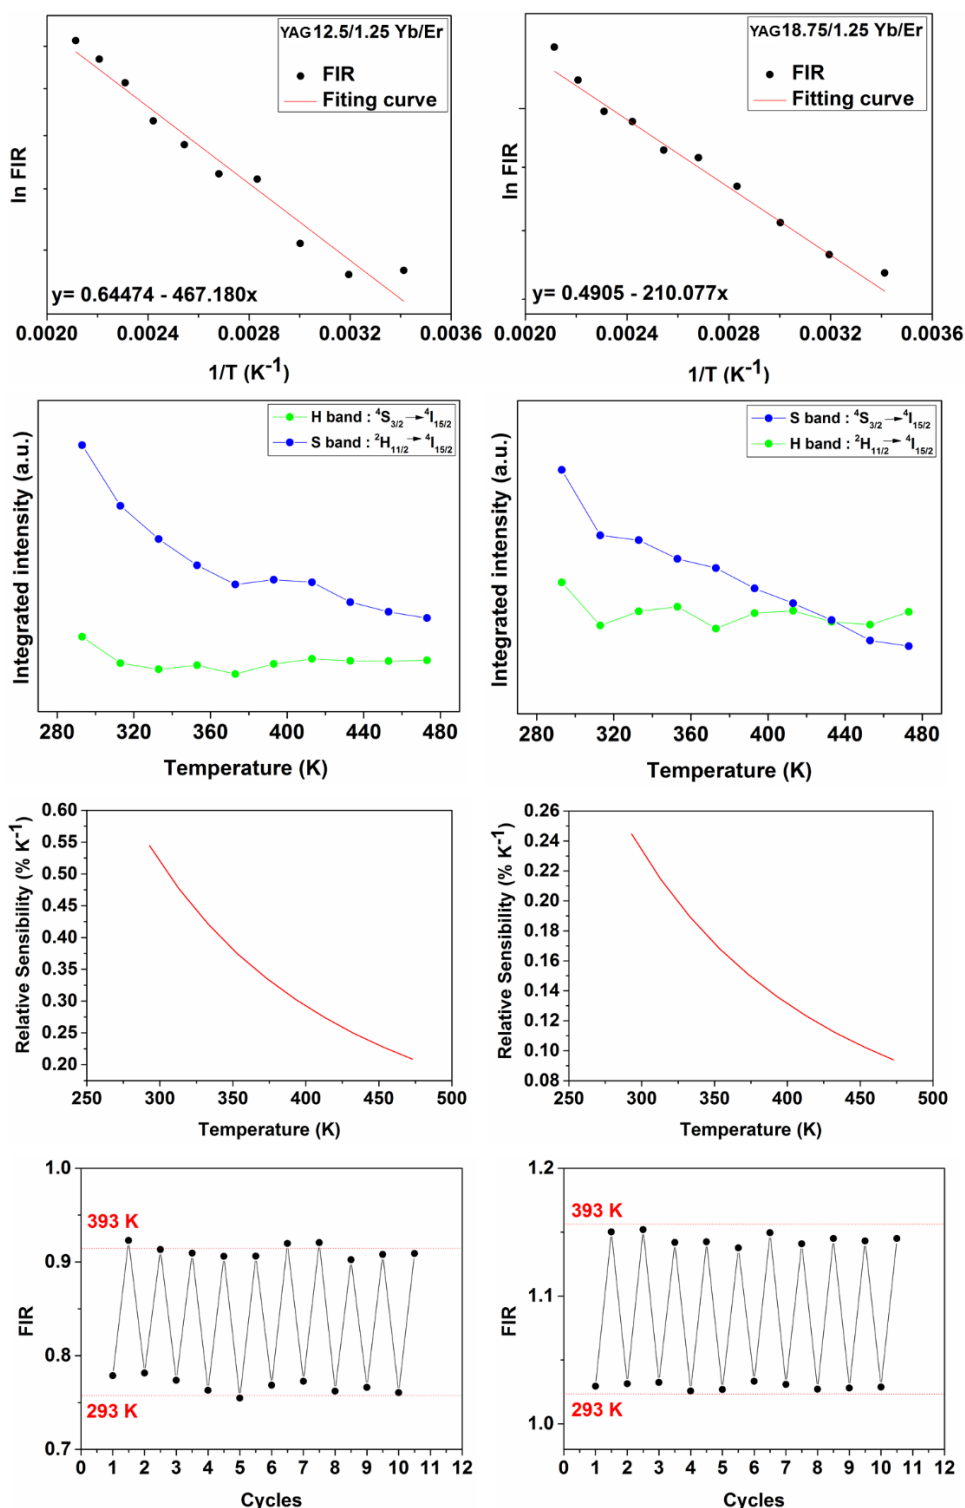 YAG 12.5/1.25 Yb/Er
FIR
Fiting curve
ln FIR
y= 0.64474 - 467.180x
0.0020 0.0024 0.0028 0.0032 0.0036
1/T (K-1)
YAG 18.75/1.25 Yb/Er
FIR
Fitting curve
ln FIR
y= 0.4905 - 210.077x
0.0020 0.0024 0.0028 0.0032 0.0036
1/T (K-1)
H band : 4S3/2 → 4I15/2
S band : 2H11/2 → 4I15/2
Integrated intensity (a.u.)
280 320 360 400 440 480
Temperature (K)
S band : 4S3/2 → 4I15/2
H band : 2H11/2 → 4I15/2
Integrated intensity (a.u.)
280 320 360 400 440 480
Temperature (K)
0.60
0.55
0.50
0.45
0.40
0.35
0.30
0.25
0.20
Relative Sensibility (% K-1)
250 300 350 400 450 500
Temperature (K)
0.26
0.24
0.22
0.20
0.18
0.16
0.14
0.12
0.10
0.08
Relative Sensibility (% K-1)
250 300 350 400 450 500
Temperature (K)
1.0
0.9
0.8
0.7
FIR
393 K
293 K
0 1 2 3 4 5 6 7 8 9 10 11 12
Cycles
1.2
1.1
1.0
FIR
393 K
293 K
0 1 2 3 4 5 6 7 8 9 10 11 12
Cycles